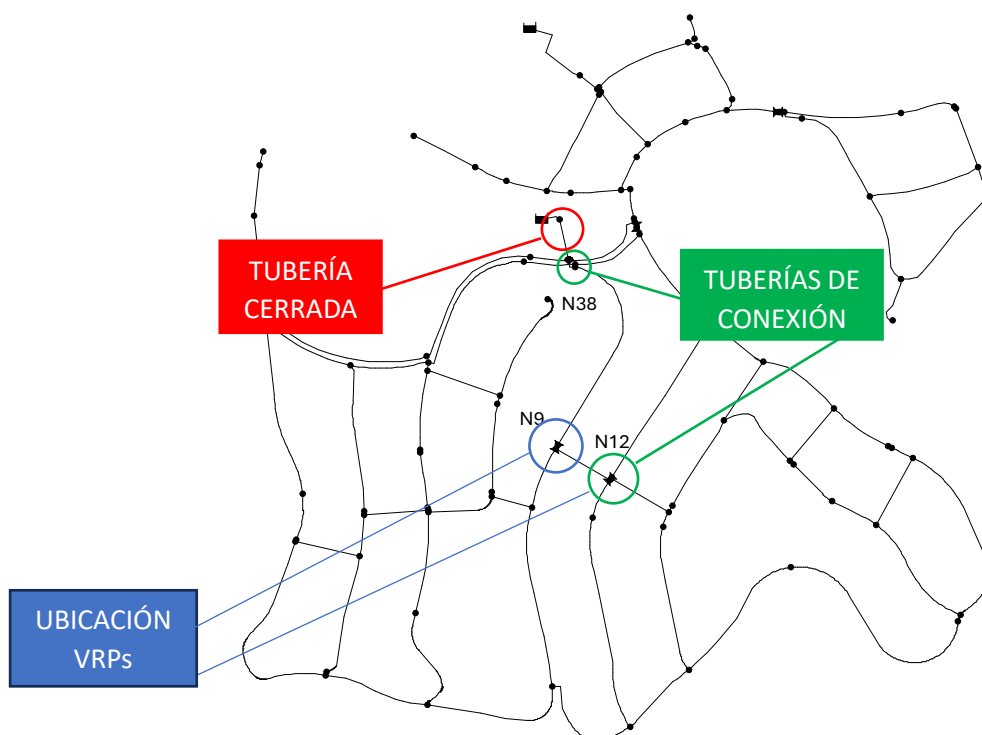 TUBERÍA
CERRADA
TUBERÍAS DE
CONEXIÓN
N38
N9
N12
UBICACIÓN
VRPs